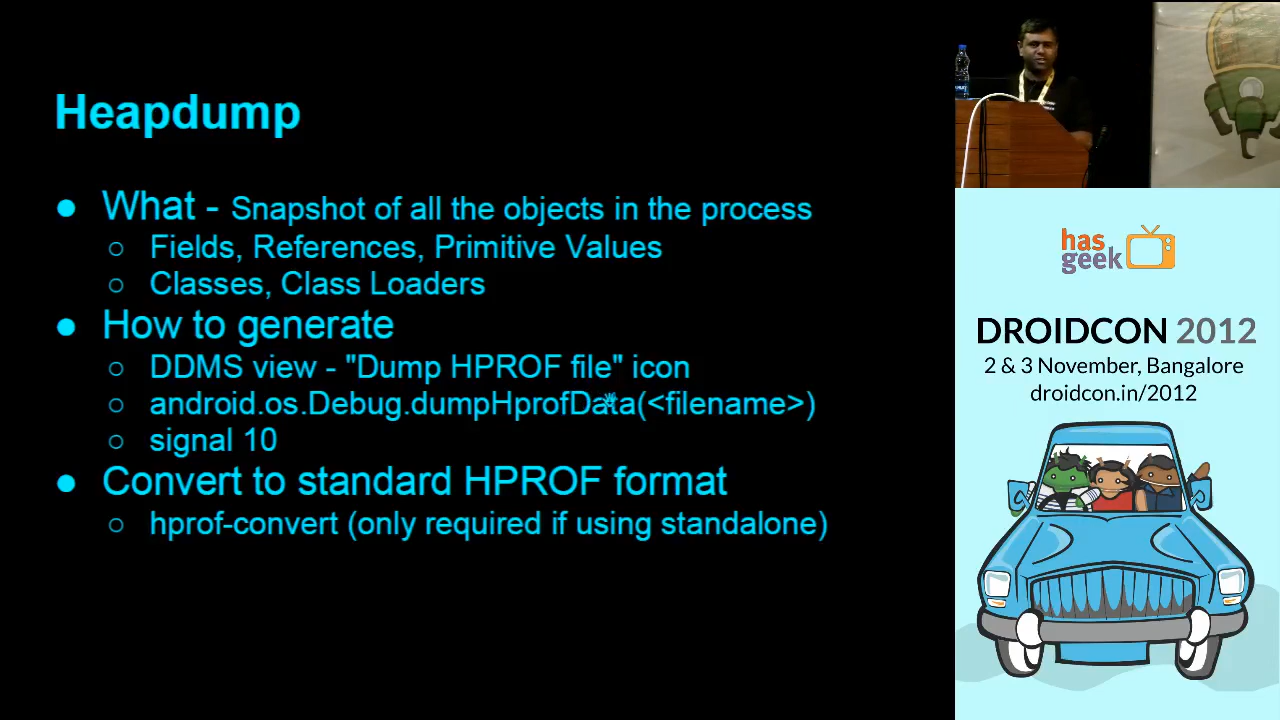 Heapdump
● What - Snapshot of all the objects in the process
○ Fields, References, Primitive Values
○ Classes, Class Loaders
● How to generate
○ DDMS view - "Dump HPROF file" icon
○ android.os.Debug.dumpHprofData(<filename>)
○ signal 10
● Convert to standard HPROF format
○ hprof-convert (only required if using standalone)
has
geek
DROIDCON 2012
2 & 3 November, Bangalore
droidcon.in/2012